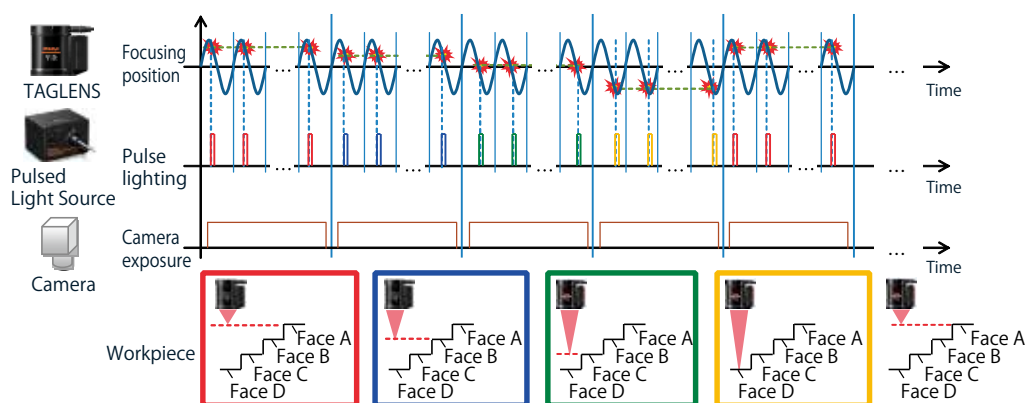 Focusing
position
...
...
...
...
...
...
Time
TAGLENS
Pulse
lighting
...
...
...
...
...
...
Time
Pulsed
Light Source
Camera
exposure
...
Time
Camera
Workpiece
Face A
Face B
Face C
Face D
Face A
Face B
Face C
Face D
Face A
Face B
Face C
Face D
Face A
Face B
Face C
Face D
Face A
Face B
Face C
Face D